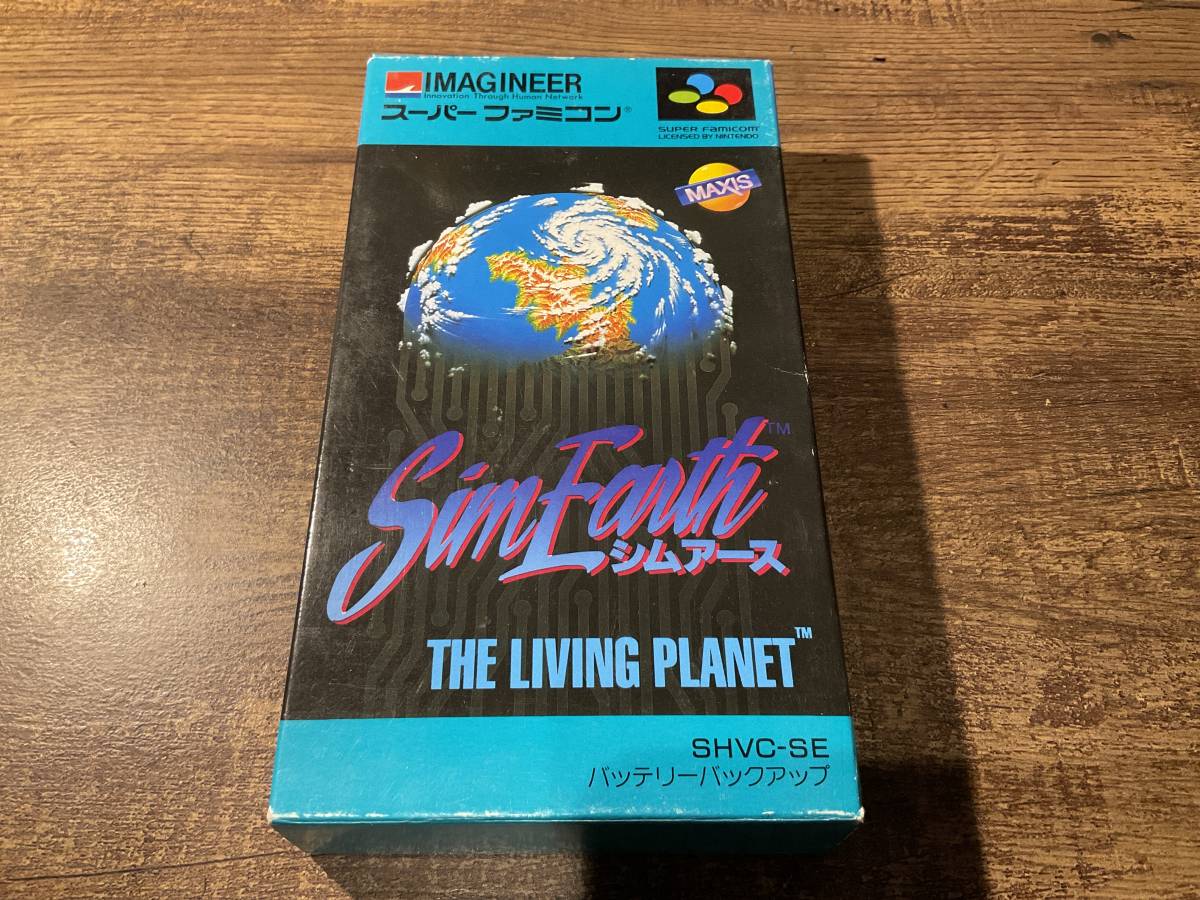 IMAGINEER
Innovation Through Human Network
スーパーファミコン®
SUPER FAMICOM
LICENSED BY NINTENDO
MAXIS
SimEarth™
シムアース
THE LIVING PLANET™
SHVC-SE
バッテリーバックアップ